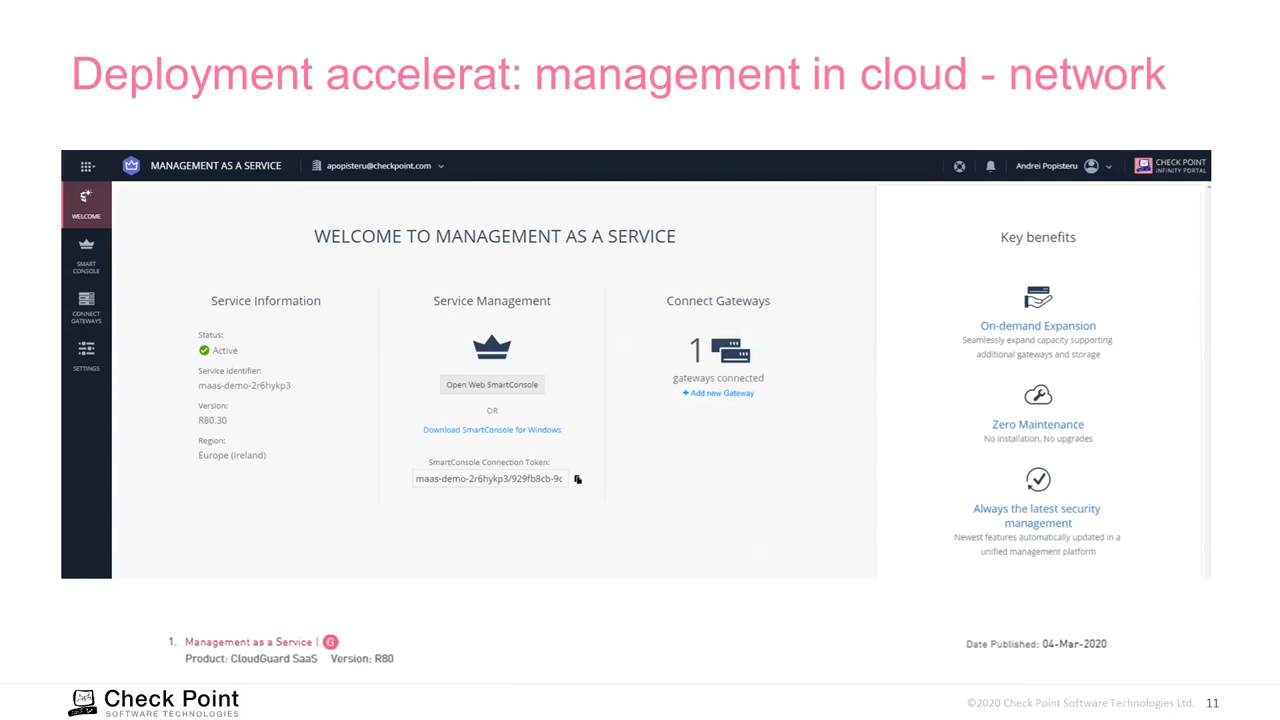 Deployment accelerat: management in cloud - network
MANAGEMENT AS A SERVICE
apopisteru@checkpoint.com
Andrei Popisteru
CHECK POINT
INFINITY PORTAL
WELCOME
SMART
CONSOLE
CONNECT
GATEWAYS
SETTINGS
WELCOME TO MANAGEMENT AS A SERVICE
Service Information
Status:
Active
Service Identifier:
maas-demo-2r6hykp3
Version:
R80.30
Region:
Europe (Ireland)
Service Management
Open Web SmartConsole
OR
Download SmartConsole for Windows
SmartConsole Connection Token:
maas-demo-2r6hykp3/929fb8cb-9c
Connect Gateways
1
gateways connected
+ Add new Gateway
Key benefits
On-demand Expansion
Seamlessly expand capacity supporting
additional gateways and storage
Zero Maintenance
No installation. No upgrades
Always the latest security
management
Newest features automatically updated in a
unified management platform
1. Management as a Service | G
Product: CloudGuard SaaS Version: R80
Date Published: 04-Mar-2020
Check Point
SOFTWARE TECHNOLOGIES
©2020 Check Point Software Technologies Ltd. 11